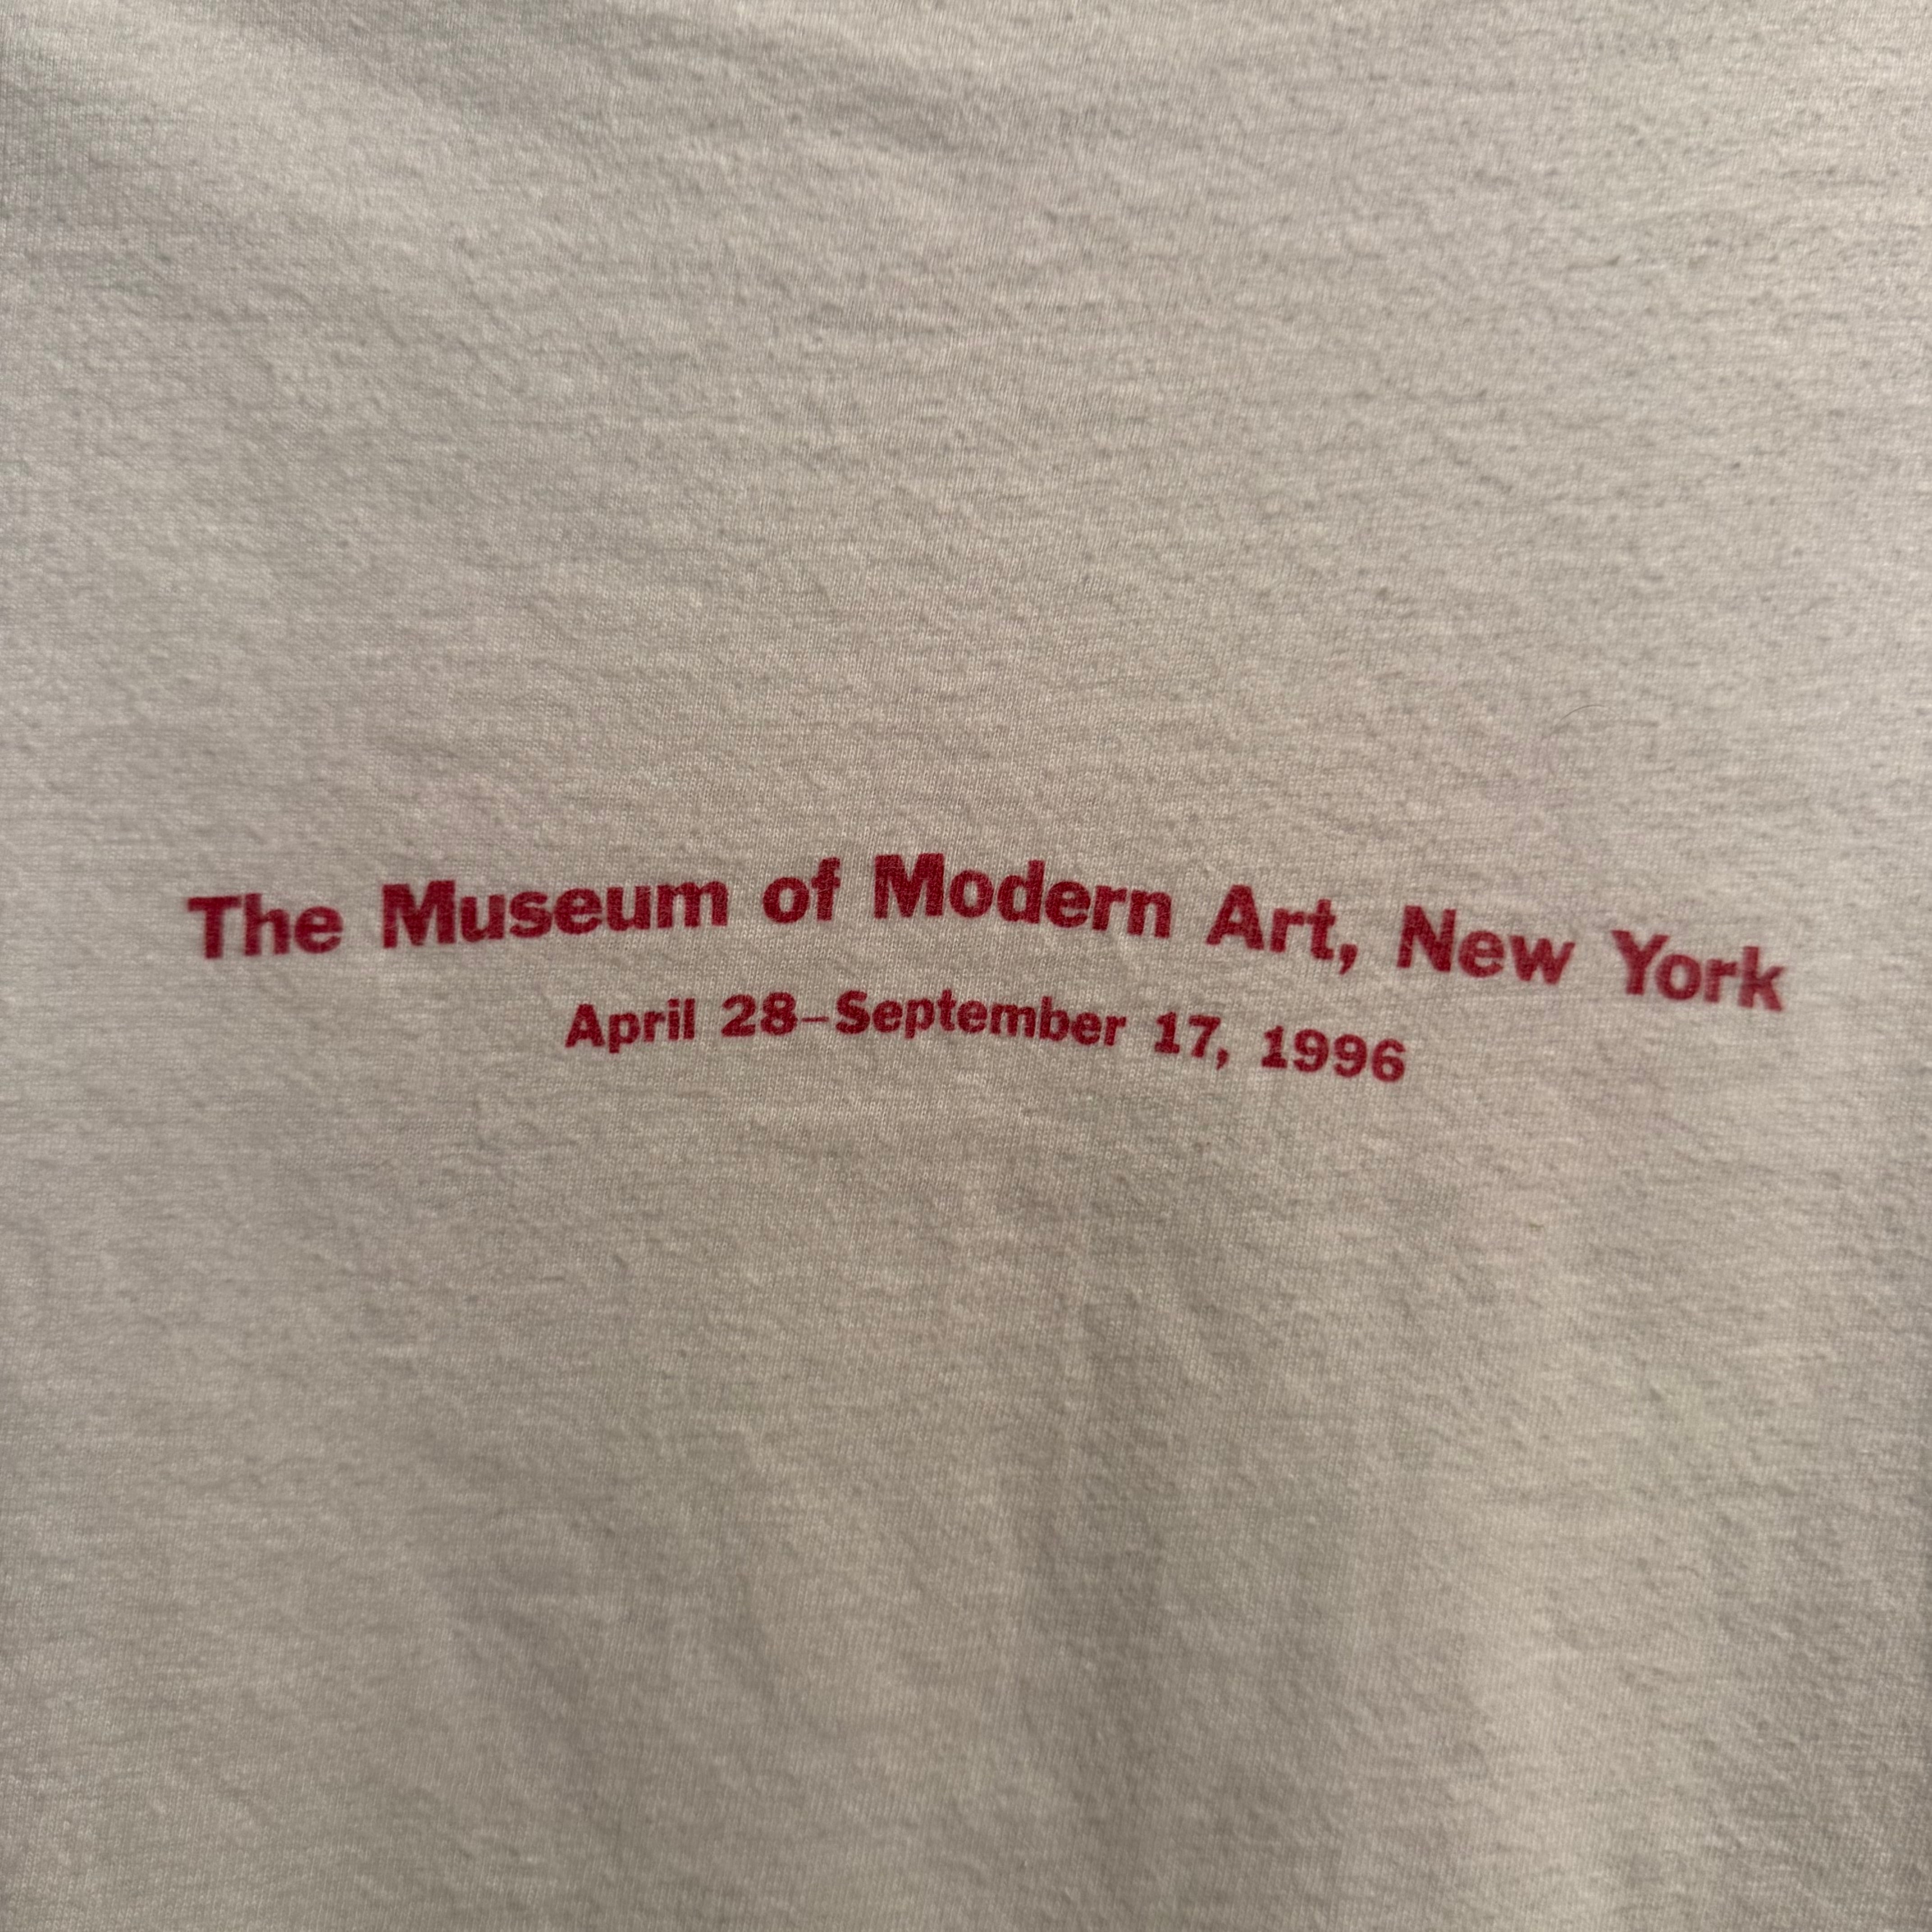 The Museum of Modern Art, New York
April 28–September 17, 1996